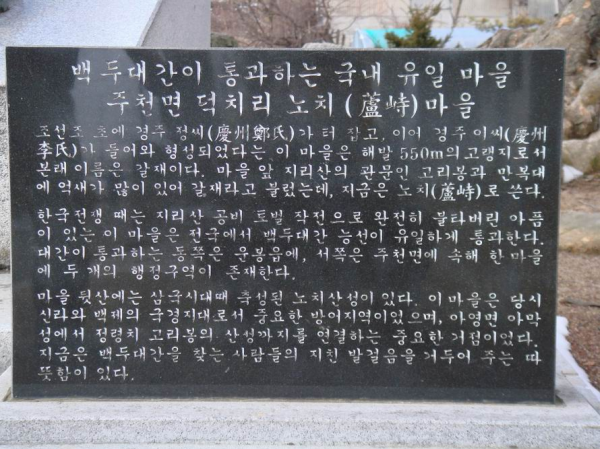 백두대간이 통과하는 국내 유일 마을
주천면 덕치리 노치(蘆峙)마을
조선조 초에 경주 정씨(慶州鄭氏)가 터 잡고, 이어 경주 이씨(慶州
李氏)가 들어와 형성되었다는 이 마을은 해발 550m의 고랭지로서
본래 이름은 갈재이다. 마을 앞 지리산의 관문인 고리봉과 만복대
에 억새가 많이 있어 갈재라고 불렀는데, 지금은 노치(蘆峙)로 쓴다.
한국전쟁 때는 지리산 공비 토벌 작전으로 완전히 불타버린 아픔
이 있는 이 마을은 전국에서 백두대간 능선이 유일하게 통과한다.
대간이 통과하는 동쪽은 운봉읍에, 서쪽은 주천면에 속해 한 마을
에 두 개의 행정구역이 존재한다.
마을 뒷산에는 삼국시대때 축성된 노치산성이 있다. 이 마을은 당시
신라와 백제의 국경지대로서 중요한 방어지역이었으며, 아영면 아막
성에서 정령치 고리봉의 산성까지를 연결하는 중요한 거점이었다.
지금은 백두대간을 찾는 사람들의 지친 발걸음을 거두어 주는 따
뜻함이 있다.